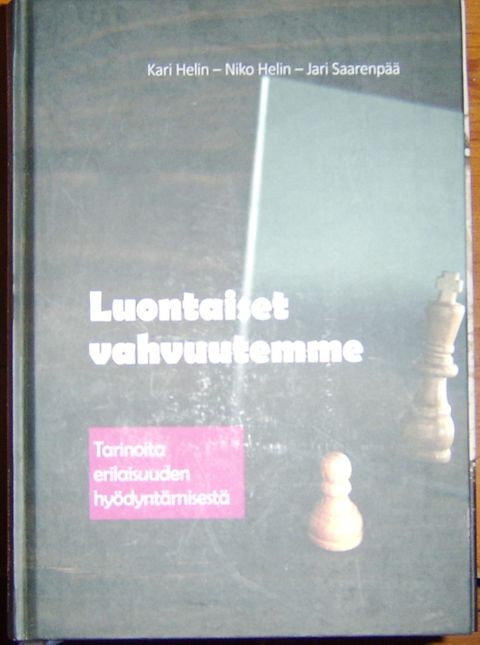 Kari Helin – Niko Helin – Jari Saarenpää
Luontaiset
vahvuutemme
Tarinoita
erilaisuuden
hyödyntämisestä